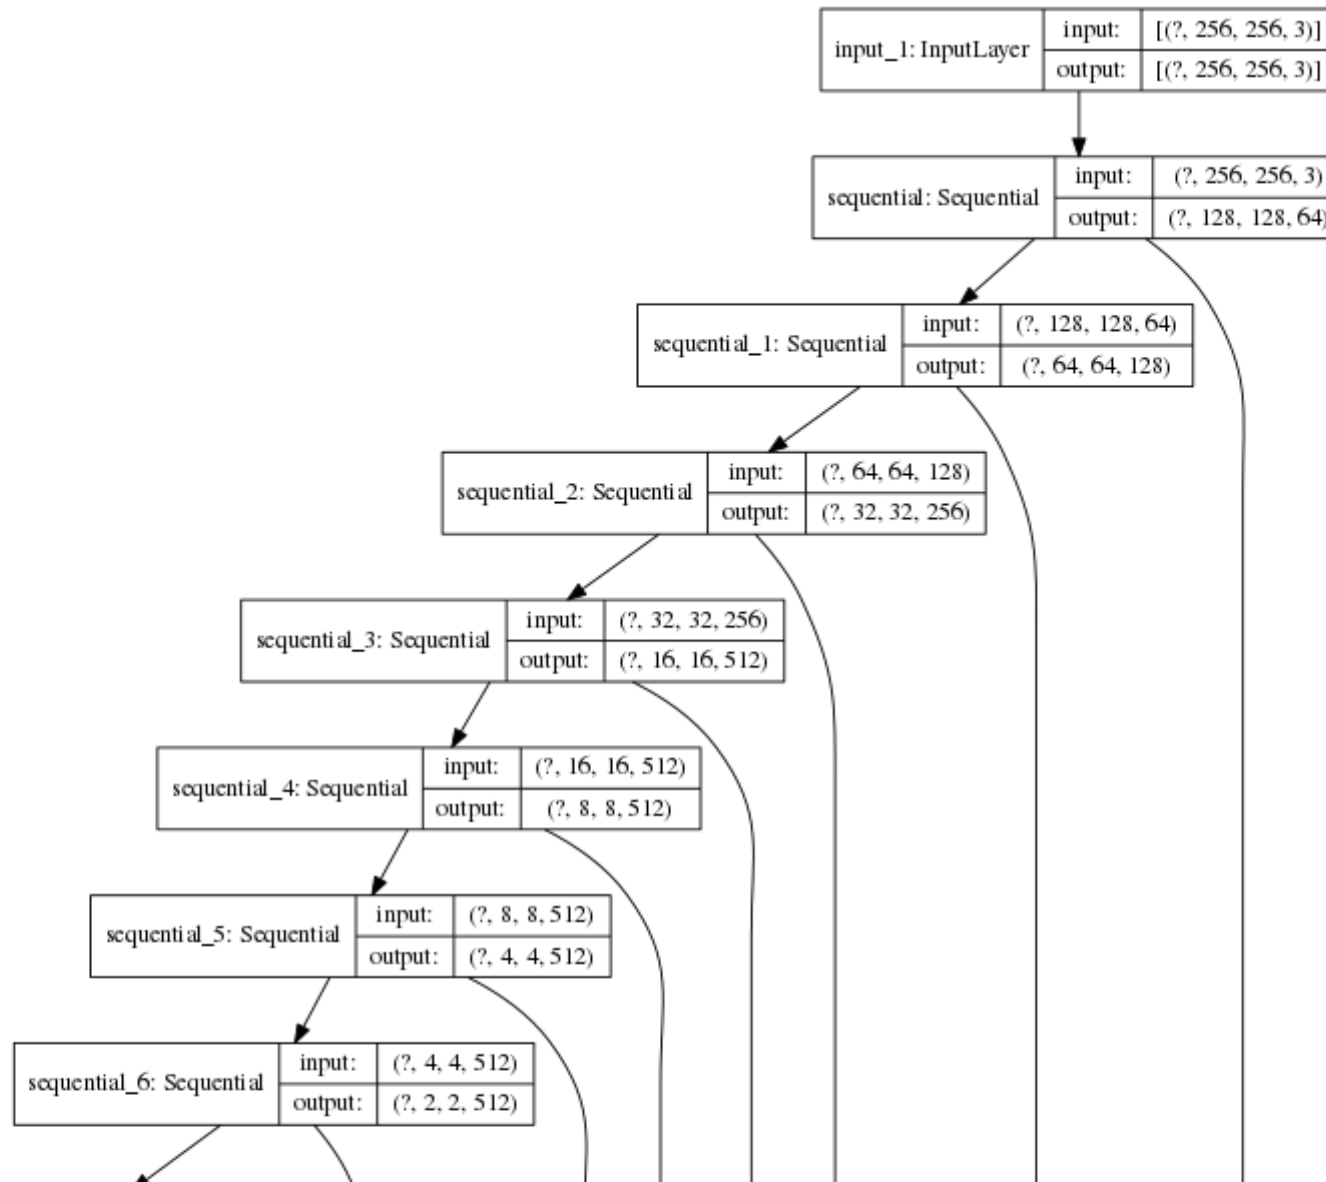 input_1: InputLayer
input: [(?, 256, 256, 3)]
output: [(?, 256, 256, 3)]
sequential: Sequential
input: (?, 256, 256, 3)
output: (?, 128, 128, 64)
sequential_1: Sequential
input: (?, 128, 128, 64)
output: (?, 64, 64, 128)
sequential_2: Sequential
input: (?, 64, 64, 128)
output: (?, 32, 32, 256)
sequential_3: Sequential
input: (?, 32, 32, 256)
output: (?, 16, 16, 512)
sequential_4: Sequential
input: (?, 16, 16, 512)
output: (?, 8, 8, 512)
sequential_5: Sequential
input: (?, 8, 8, 512)
output: (?, 4, 4, 512)
sequential_6: Sequential
input: (?, 4, 4, 512)
output: (?, 2, 2, 512)